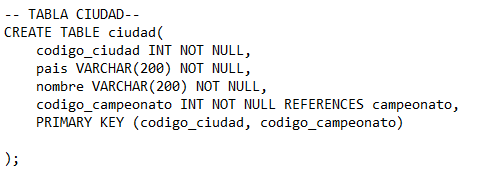 -- TABLA CIUDAD--
CREATE TABLE ciudad(
    codigo_ciudad INT NOT NULL,
    pais VARCHAR(200) NOT NULL,
    nombre VARCHAR(200) NOT NULL,
    codigo_campeonato INT NOT NULL REFERENCES campeonato,
    PRIMARY KEY (codigo_ciudad, codigo_campeonato)
);